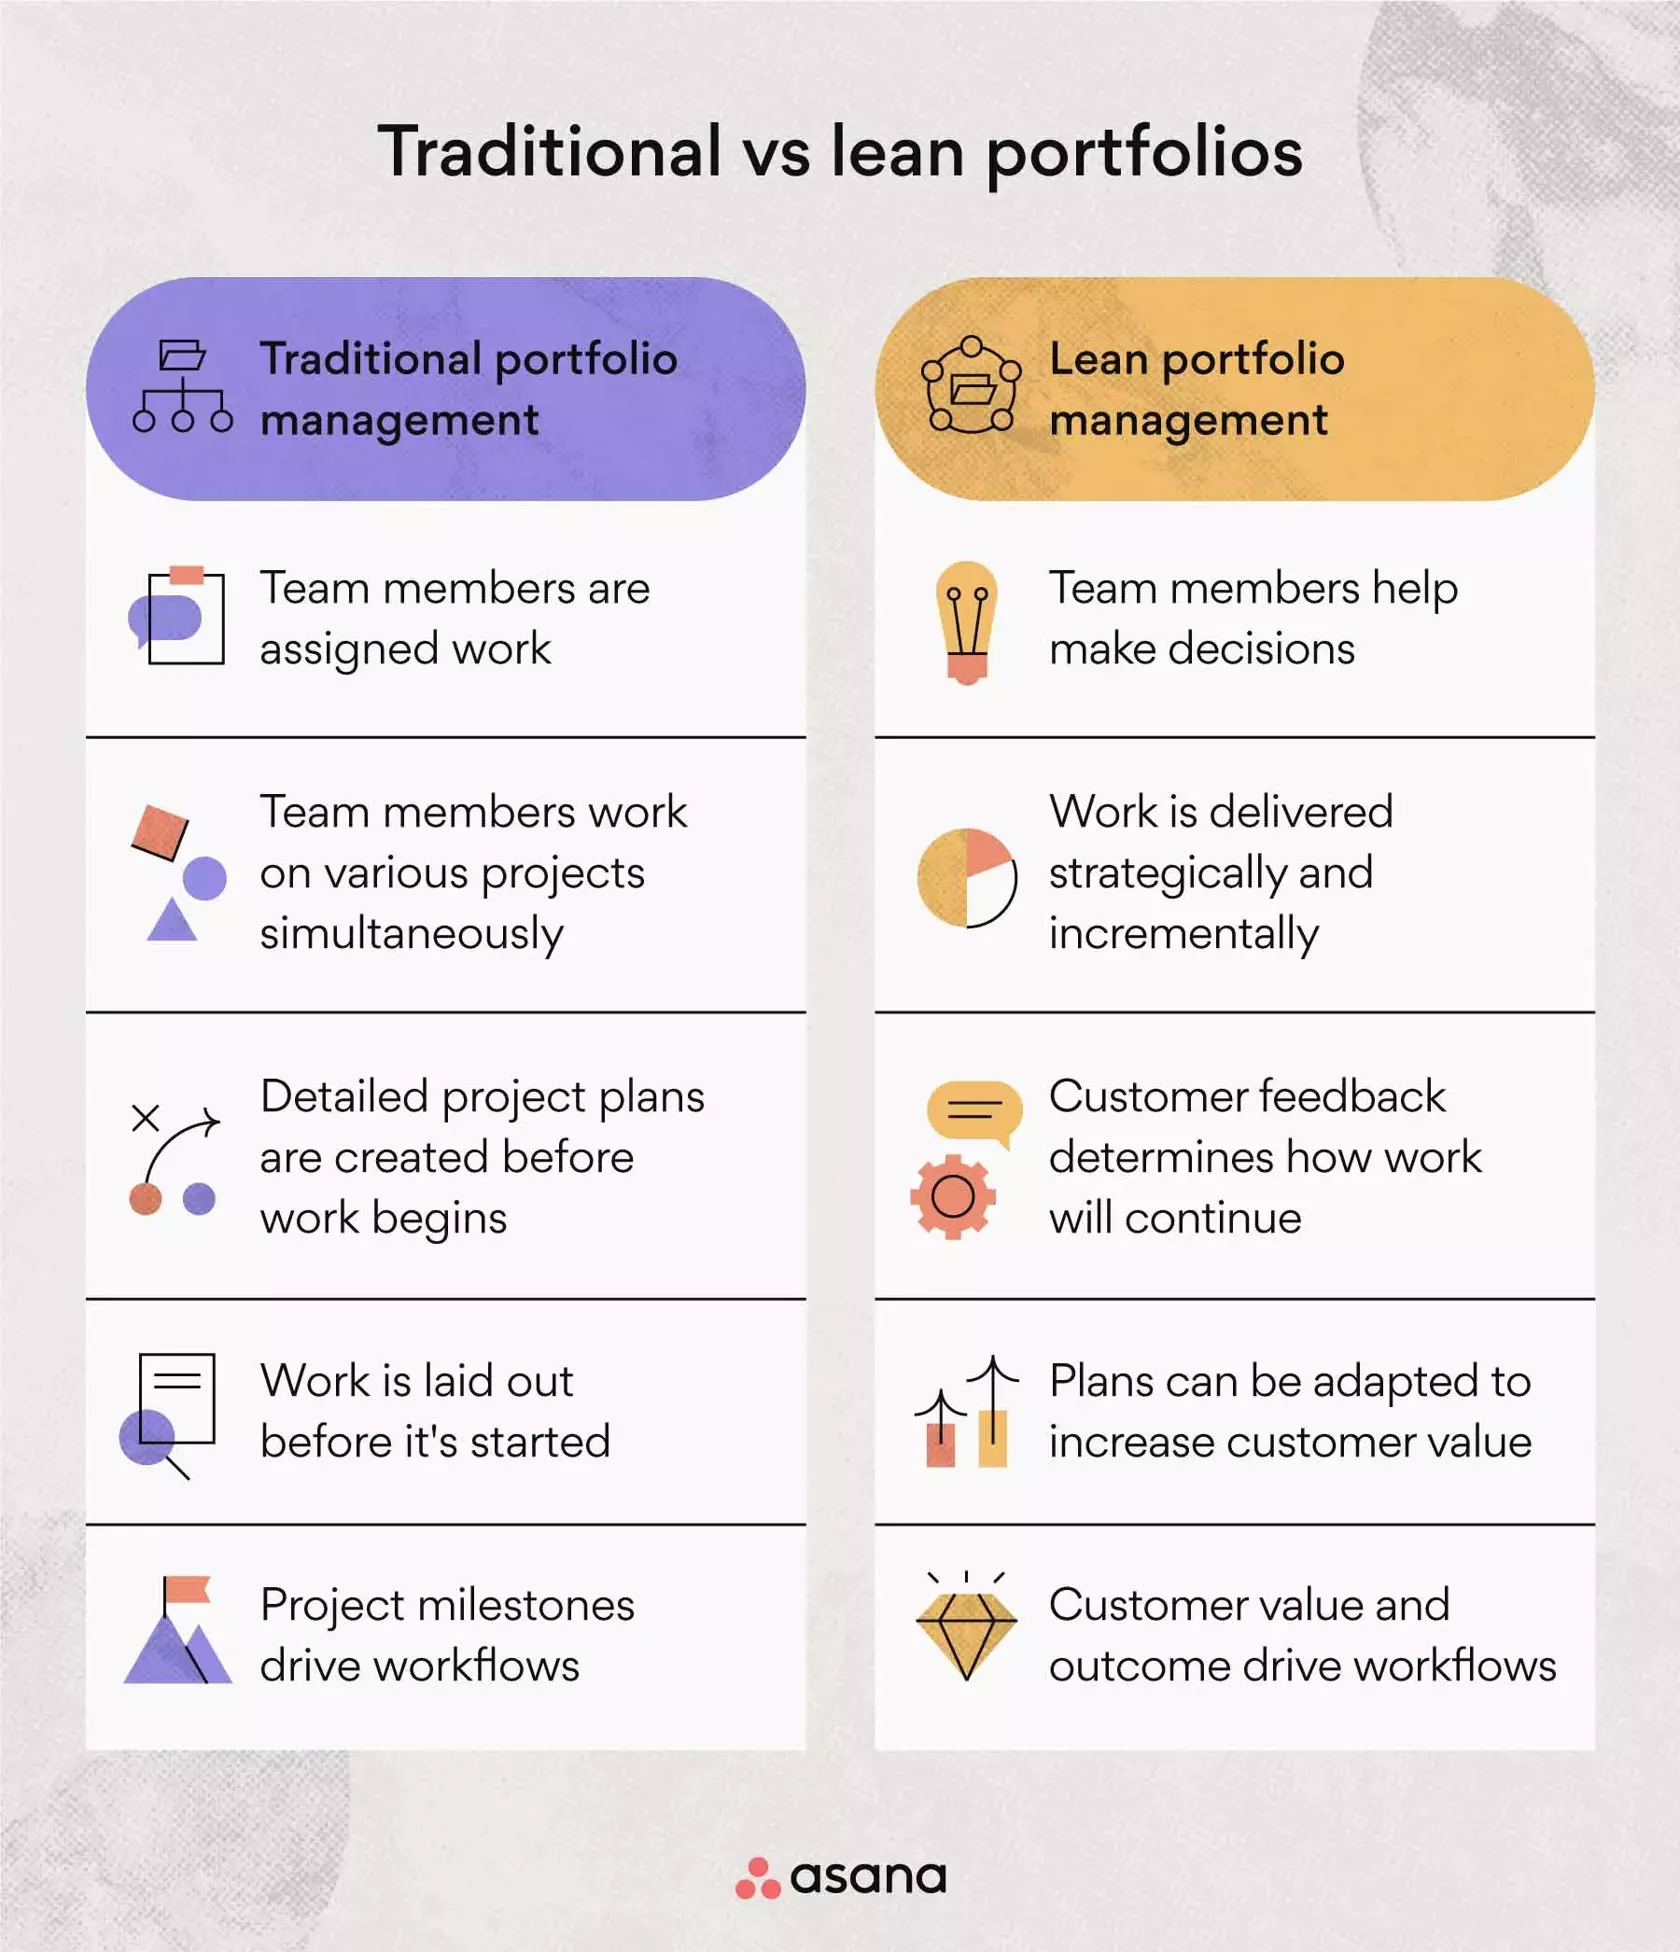 Traditional vs lean portfolios
Traditional portfolio
management
Team members are
assigned work
Team members work
on various projects
simultaneously
Detailed project plans
are created before
work begins
Work is laid out
before it's started
Project milestones
drive workflows
Lean portfolio
management
Team members help
make decisions
Work is delivered
strategically and
incrementally
Customer feedback
determines how work
will continue
Plans can be adapted to
increase customer value
Customer value and
outcome drive workflows
asana